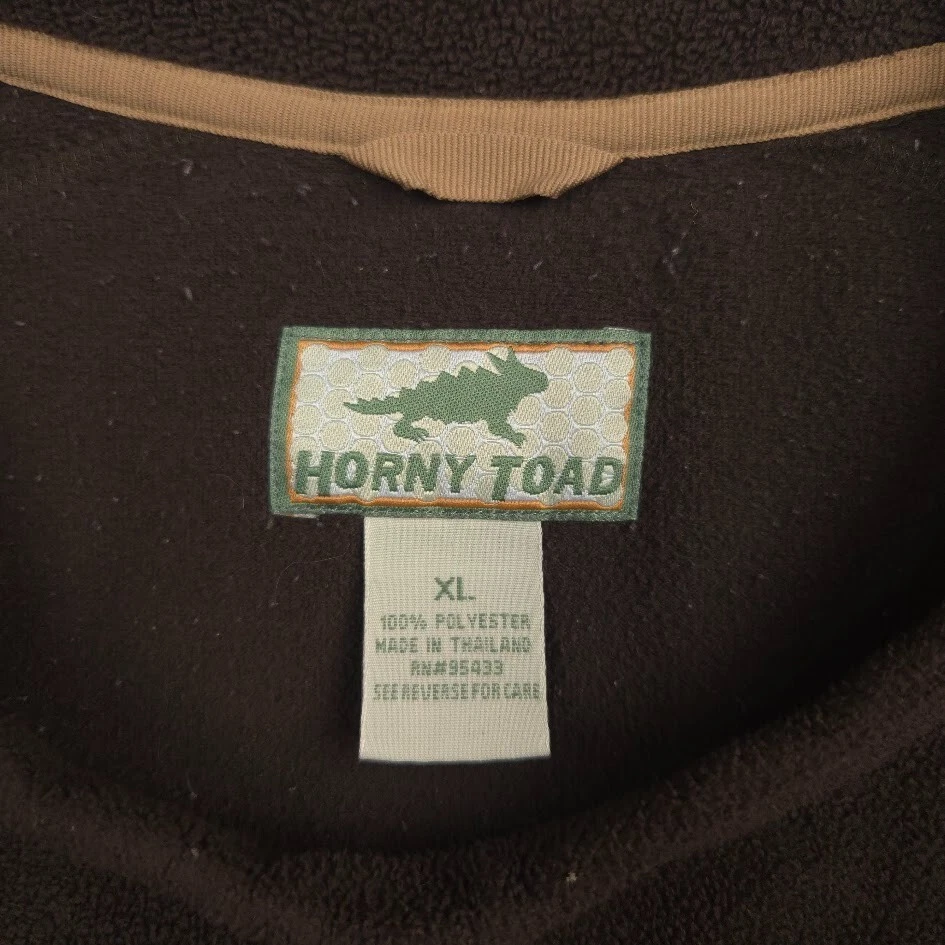 HORNY TOAD
XL
100% POLYESTER
MADE IN THAILAND
RN#95433
SEE REVERSE FOR CARE